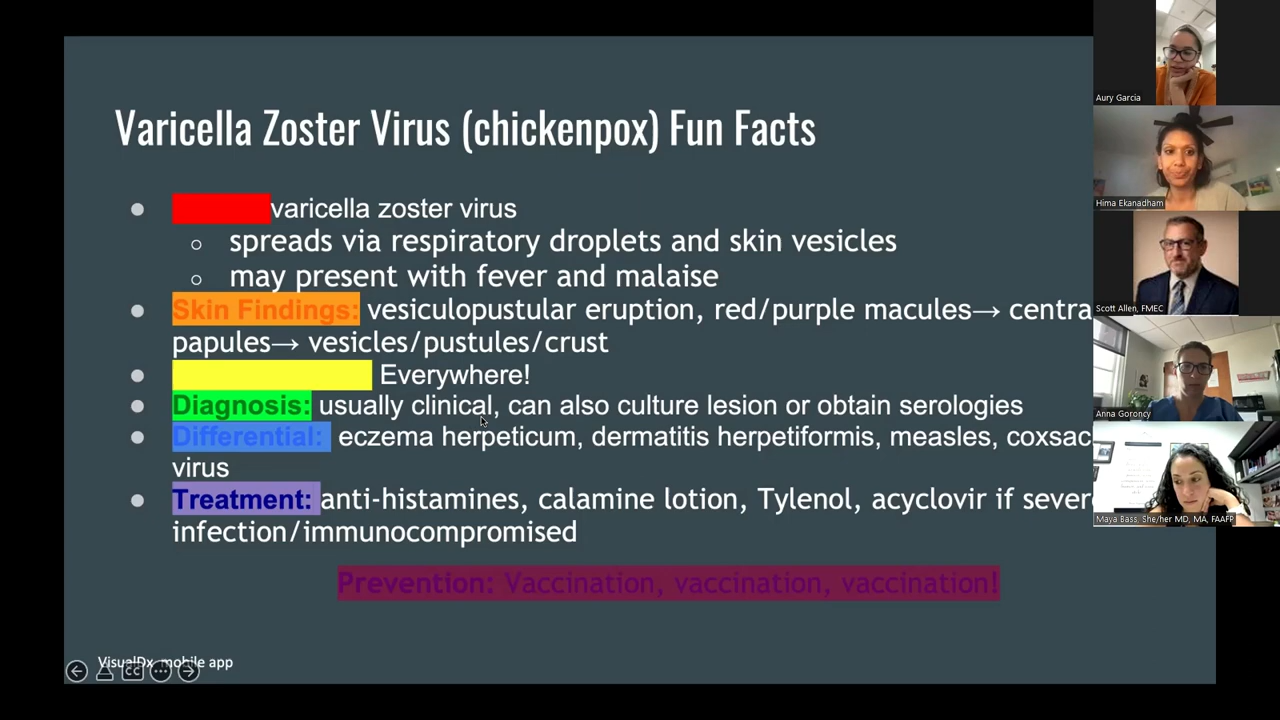 Varicella Zoster Virus (chickenpox) Fun Facts
varicella zoster virus
spreads via respiratory droplets and skin vesicles
may present with fever and malaise
Skin Findings: vesiculopustular eruption, red/purple macules→ centra
papules→ vesicles/pustules/crust
Everywhere!
Diagnosis: usually clinical, can also culture lesion or obtain serologies
Differential: eczema herpeticum, dermatitis herpetiformis, measles, coxsac
virus
Treatment: anti-histamines, calamine lotion, Tylenol, acyclovir if sever
infection/immunocompromised
Prevention: Vaccination, vaccination, vaccination!
VisualDx mobile app
CC
Aury Garcia
Hima Ekanadham
Scott Allen, FMEC
Anna Goroncy
Maya Bass, She/her MD, MA, FAAFP